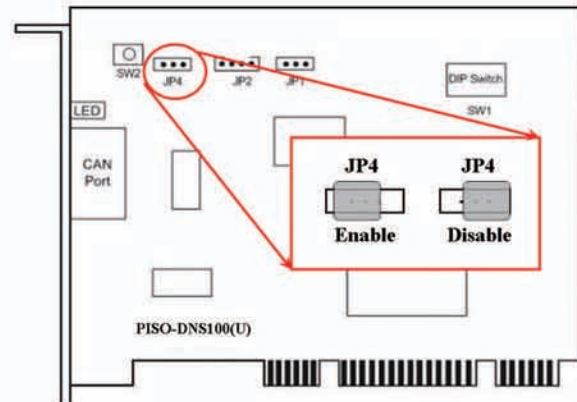 SW2
JP4
JP2
JP1
DIP Switch
SW1
LED
CAN
Port
JP4
JP4
Enable
Disable
PISO-DNS100(U)